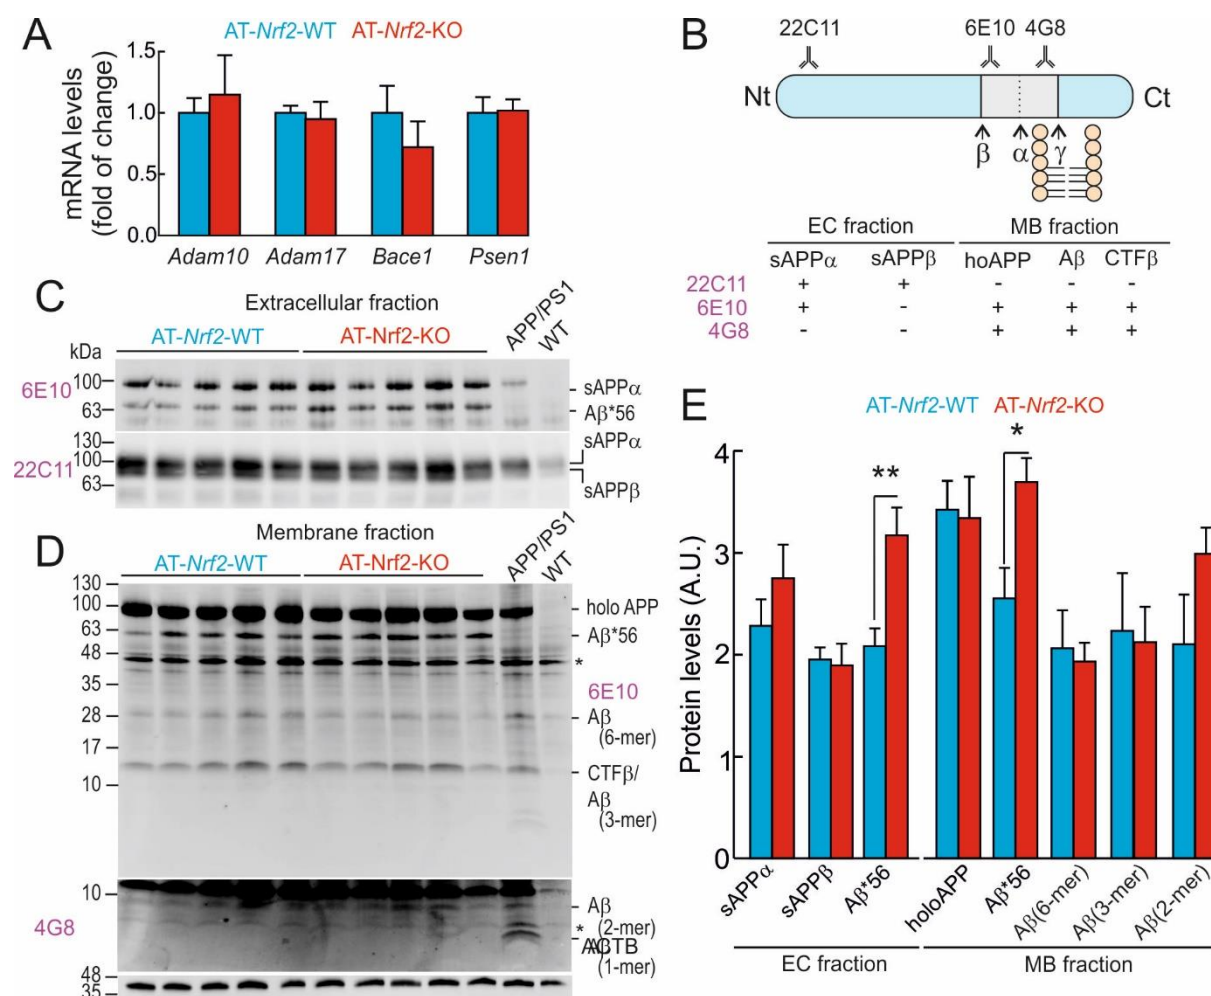 A
AT-Nrf2-WT AT-Nrf2-KO
mRNA levels
(fold of change)
1.5
1.0
0.5
0.0
Adam10 Adam17 Bace1 Psen1
B
22C11 6E10 4G8
Nt Ct
β α γ
EC fraction MB fraction
sAPPα sAPPβ hoAPP Aβ CTFβ
22C11 + + - - -
6E10 + - + + +
4G8 - - + + +
C
Extracellular fraction
AT-Nrf2-WT AT-Nrf2-KO APP/PS1 WT
kDa
6E10
100
63
sAPPα
Aβ*56
22C11
130
100
63
sAPPα
sAPPβ
D
Membrane fraction
AT-Nrf2-WT AT-Nrf2-KO APP/PS1 WT
130
100
63
48
35
28
17
10
holo APP
Aβ*56
*
6E10
Aβ
(6-mer)
CTFβ/
Aβ
(3-mer)
4G8
10
Aβ
(2-mer)
*
ACTB
(1-mer)
48
35
E
AT-Nrf2-WT AT-Nrf2-KO
Protein levels (A.U.)
4
3
2
1
0
** *
sAPPα sAPPβ Aβ*56 holoAPP Aβ*56 Aβ(6-mer) Aβ(3-mer) Aβ(2-mer)
EC fraction MB fraction